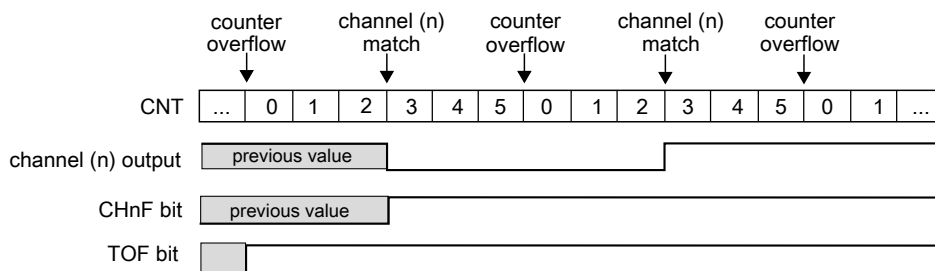 counter overflow
channel (n) match
counter overflow
channel (n) match
counter overflow
CNT ... 0 1 2 3 4 5 0 1 2 3 4 5 0 1 ...
channel (n) output previous value
CHnF bit previous value
TOF bit